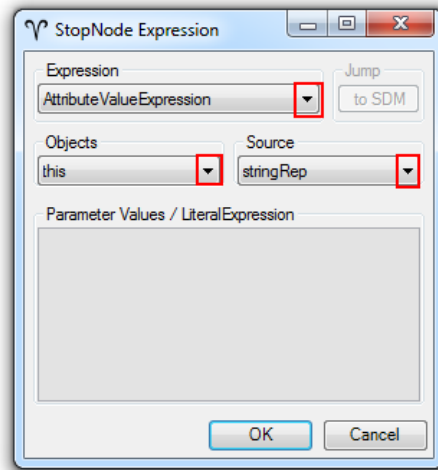 StopNode Expression
Expression
Jump
AttributeValueExpression
to SDM
Objects
Source
this
stringRep
Parameter Values / LiteralExpression
OK
Cancel